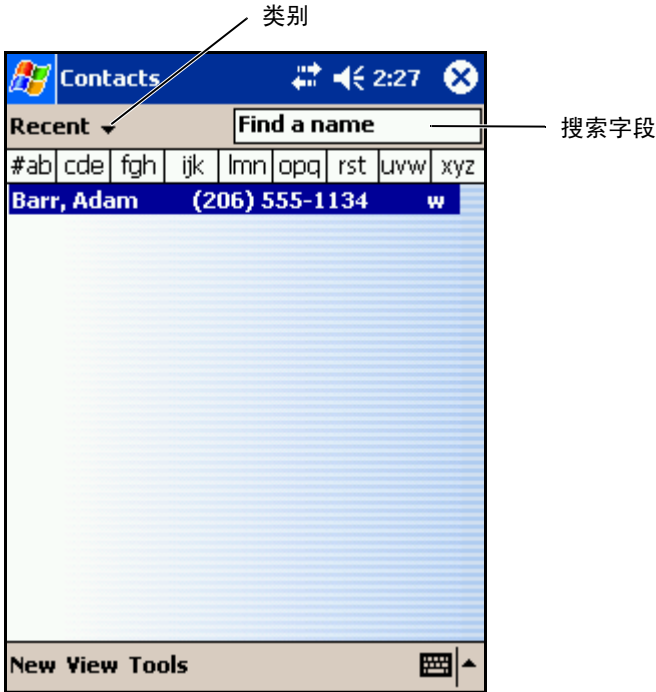 类别
Contacts 2:27
Recent Find a name
搜索字段
#ab cde fgh ijk lmn opq rst uvw xyz
Barr, Adam (206) 555-1134 w
New View Tools